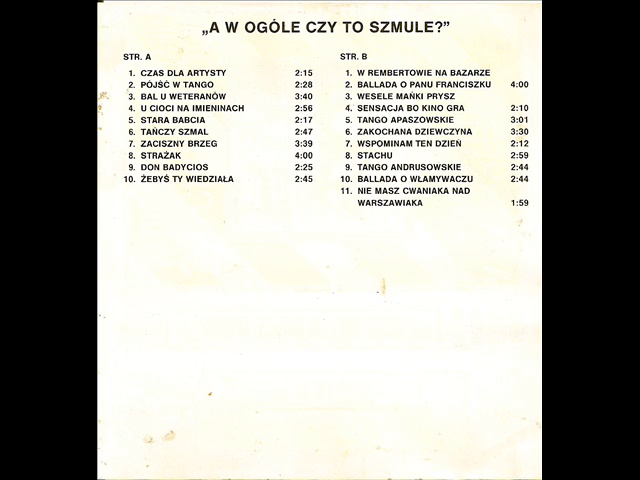 „A W OGÓLE CZY TO SZMULE?”
STR. A
1. CZAS DLA ARTYSTY 2:15
2. PÓJŚĆ W TANGO 2:28
3. BAL U WETERANÓW 3:40
4. U CIOCI NA IMIENINACH 2:56
5. STARA BABCIA 2:17
6. TAŃCZY SZMAL 2:47
7. ZACISZNY BRZEG 3:39
8. STRAŻAK 4:00
9. DON BADYCIOS 2:25
10. ŻEBYŚ TY WIEDZIAŁA 2:45
STR. B
1. W REMBERTOWIE NA BAZARZE
2. BALLADA O PANU FRANCISZKU 4:00
3. WESELE MAŃKI PRYSZ
4. SENSACJA BO KINO GRA 2:10
5. TANGO APASZOWSKIE 3:01
6. ZAKOCHANA DZIEWCZYNA 3:30
7. WSPOMINAM TEN DZIEŃ 2:12
8. STACHU 2:59
9. TANGO ANDRUSOWSKIE 2:44
10. BALLADA O WŁAMYWACZU 2:44
11. NIE MASZ CWANIAKA NAD
WARSZAWIAKA 1:59